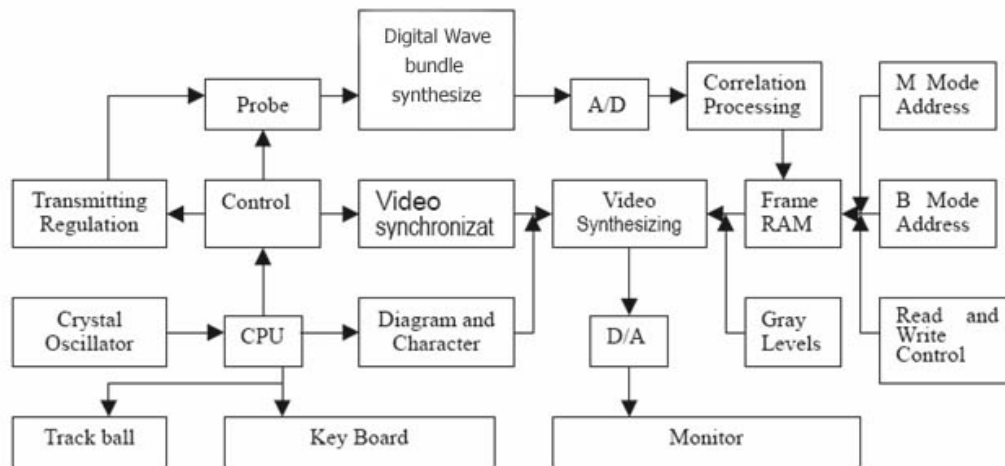 Digital Wave
bundle
synthesize
Probe
A/D
Correlation
Processing
M Mode
Address
Transmitting
Regulation
Control
Video
synchronizat
Video
Synthesizing
Frame
RAM
B Mode
Address
Crystal
Oscillator
CPU
Diagram and
Character
D/A
Gray
Levels
Read and
Write
Control
Track ball
Key Board
Monitor